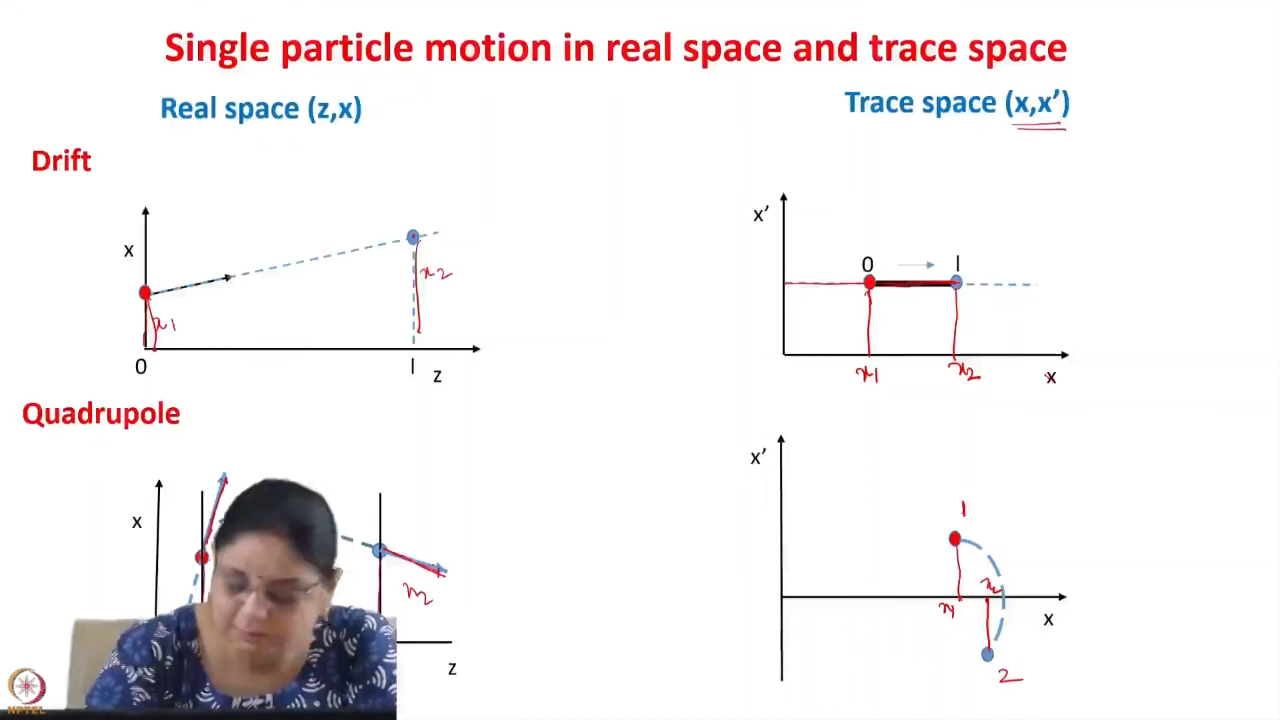 Single particle motion in real space and trace space
Real space (z,x)
Trace space (x,x’)
Drift
x
x₁
x₂
0
l
z
x’
0
l
x₁
x₂
x
Quadrupole
x
x₂
z
x’
1
x₁
x₂
x
2
NPTEL